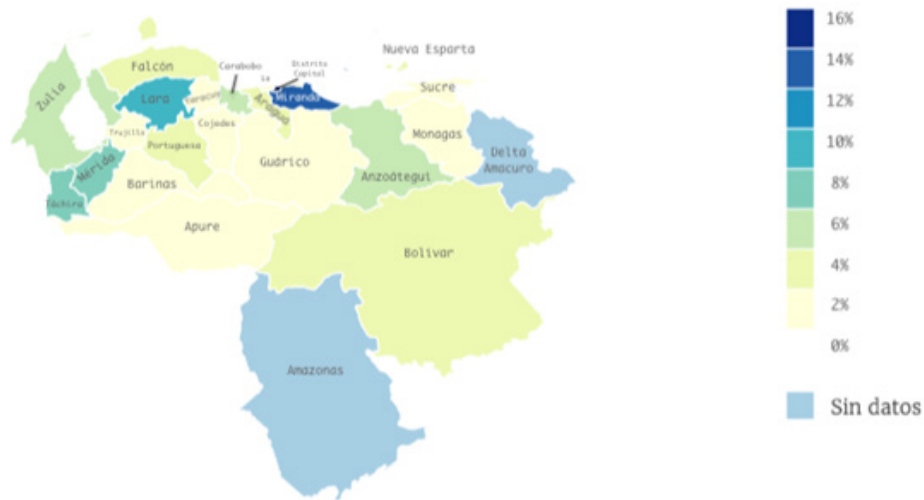 16%
Nueva Esparta
14%
Falcón
Carabobo
Distrito
Capital
La
Zulia
Lara
Yaracuy
Aragua
Miranda
Sucre
12%
Trujillo
Cojedes
Monagas
10%
Portuguesa
Mérida
Guárico
Delta
Amacuro
8%
Barinas
Anzoátegui
Táchira
6%
Apure
Bolívar
4%
2%
0%
Amazonas
Sin datos